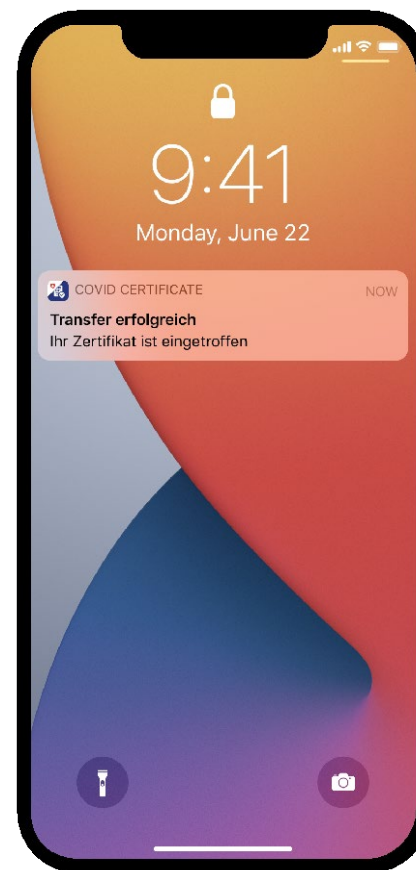 9:41
Monday, June 22
COVID CERTIFICATE NOW
Transfer erfolgreich
Ihr Zertifikat ist eingetroffen